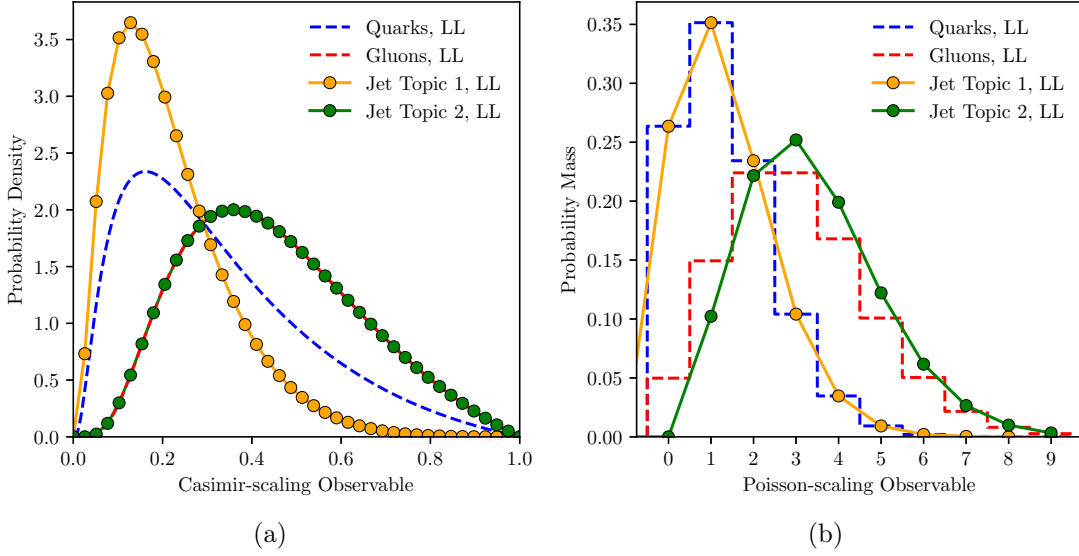 Probability Density
3.5
3.0
2.5
2.0
1.5
1.0
0.5
0.0
0.0 0.2 0.4 0.6 0.8 1.0
Casimir-scaling Observable
Quarks, LL
Gluons, LL
Jet Topic 1, LL
Jet Topic 2, LL
(a)
Probability Mass
0.35
0.30
0.25
0.20
0.15
0.10
0.05
0.00
0 1 2 3 4 5 6 7 8 9
Poisson-scaling Observable
Quarks, LL
Gluons, LL
Jet Topic 1, LL
Jet Topic 2, LL
(b)